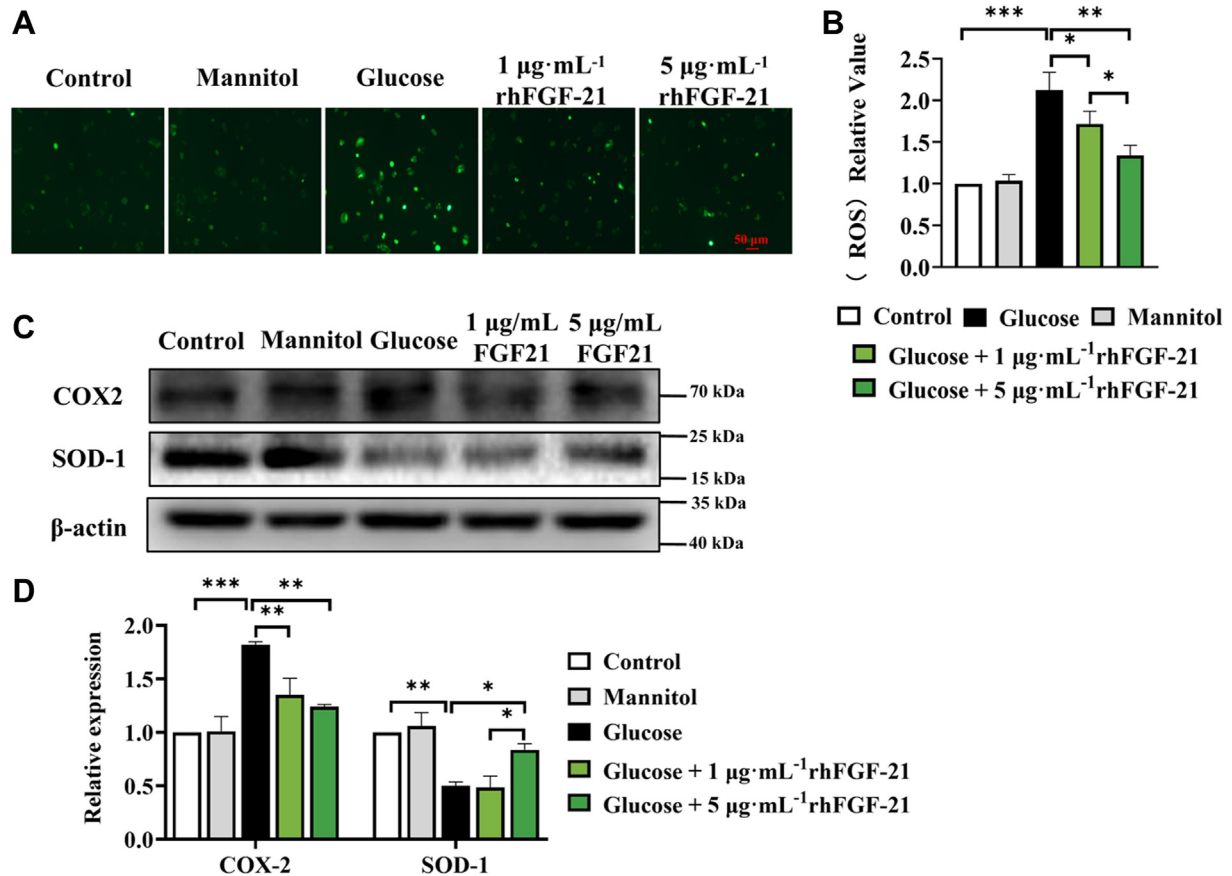 A
Control
Mannitol
Glucose
1 μg·mL⁻¹
rhFGF-21
5 μg·mL⁻¹
rhFGF-21
50 μm
B
*** **
*
*
(ROS) Relative Value
2.5
2.0
1.5
1.0
0.5
0.0
Control Glucose Mannitol
Glucose + 1 μg·mL⁻¹rhFGF-21
Glucose + 5 μg·mL⁻¹rhFGF-21
C
Control Mannitol Glucose
1 μg/mL
FGF21
5 μg/mL
FGF21
COX2
70 kDa
SOD-1
25 kDa
15 kDa
β-actin
35 kDa
40 kDa
D
*** **
**
** *
*
Relative expression
2.0
1.5
1.0
0.5
0.0
COX-2 SOD-1
Control
Mannitol
Glucose
Glucose + 1 μg·mL⁻¹rhFGF-21
Glucose + 5 μg·mL⁻¹rhFGF-21